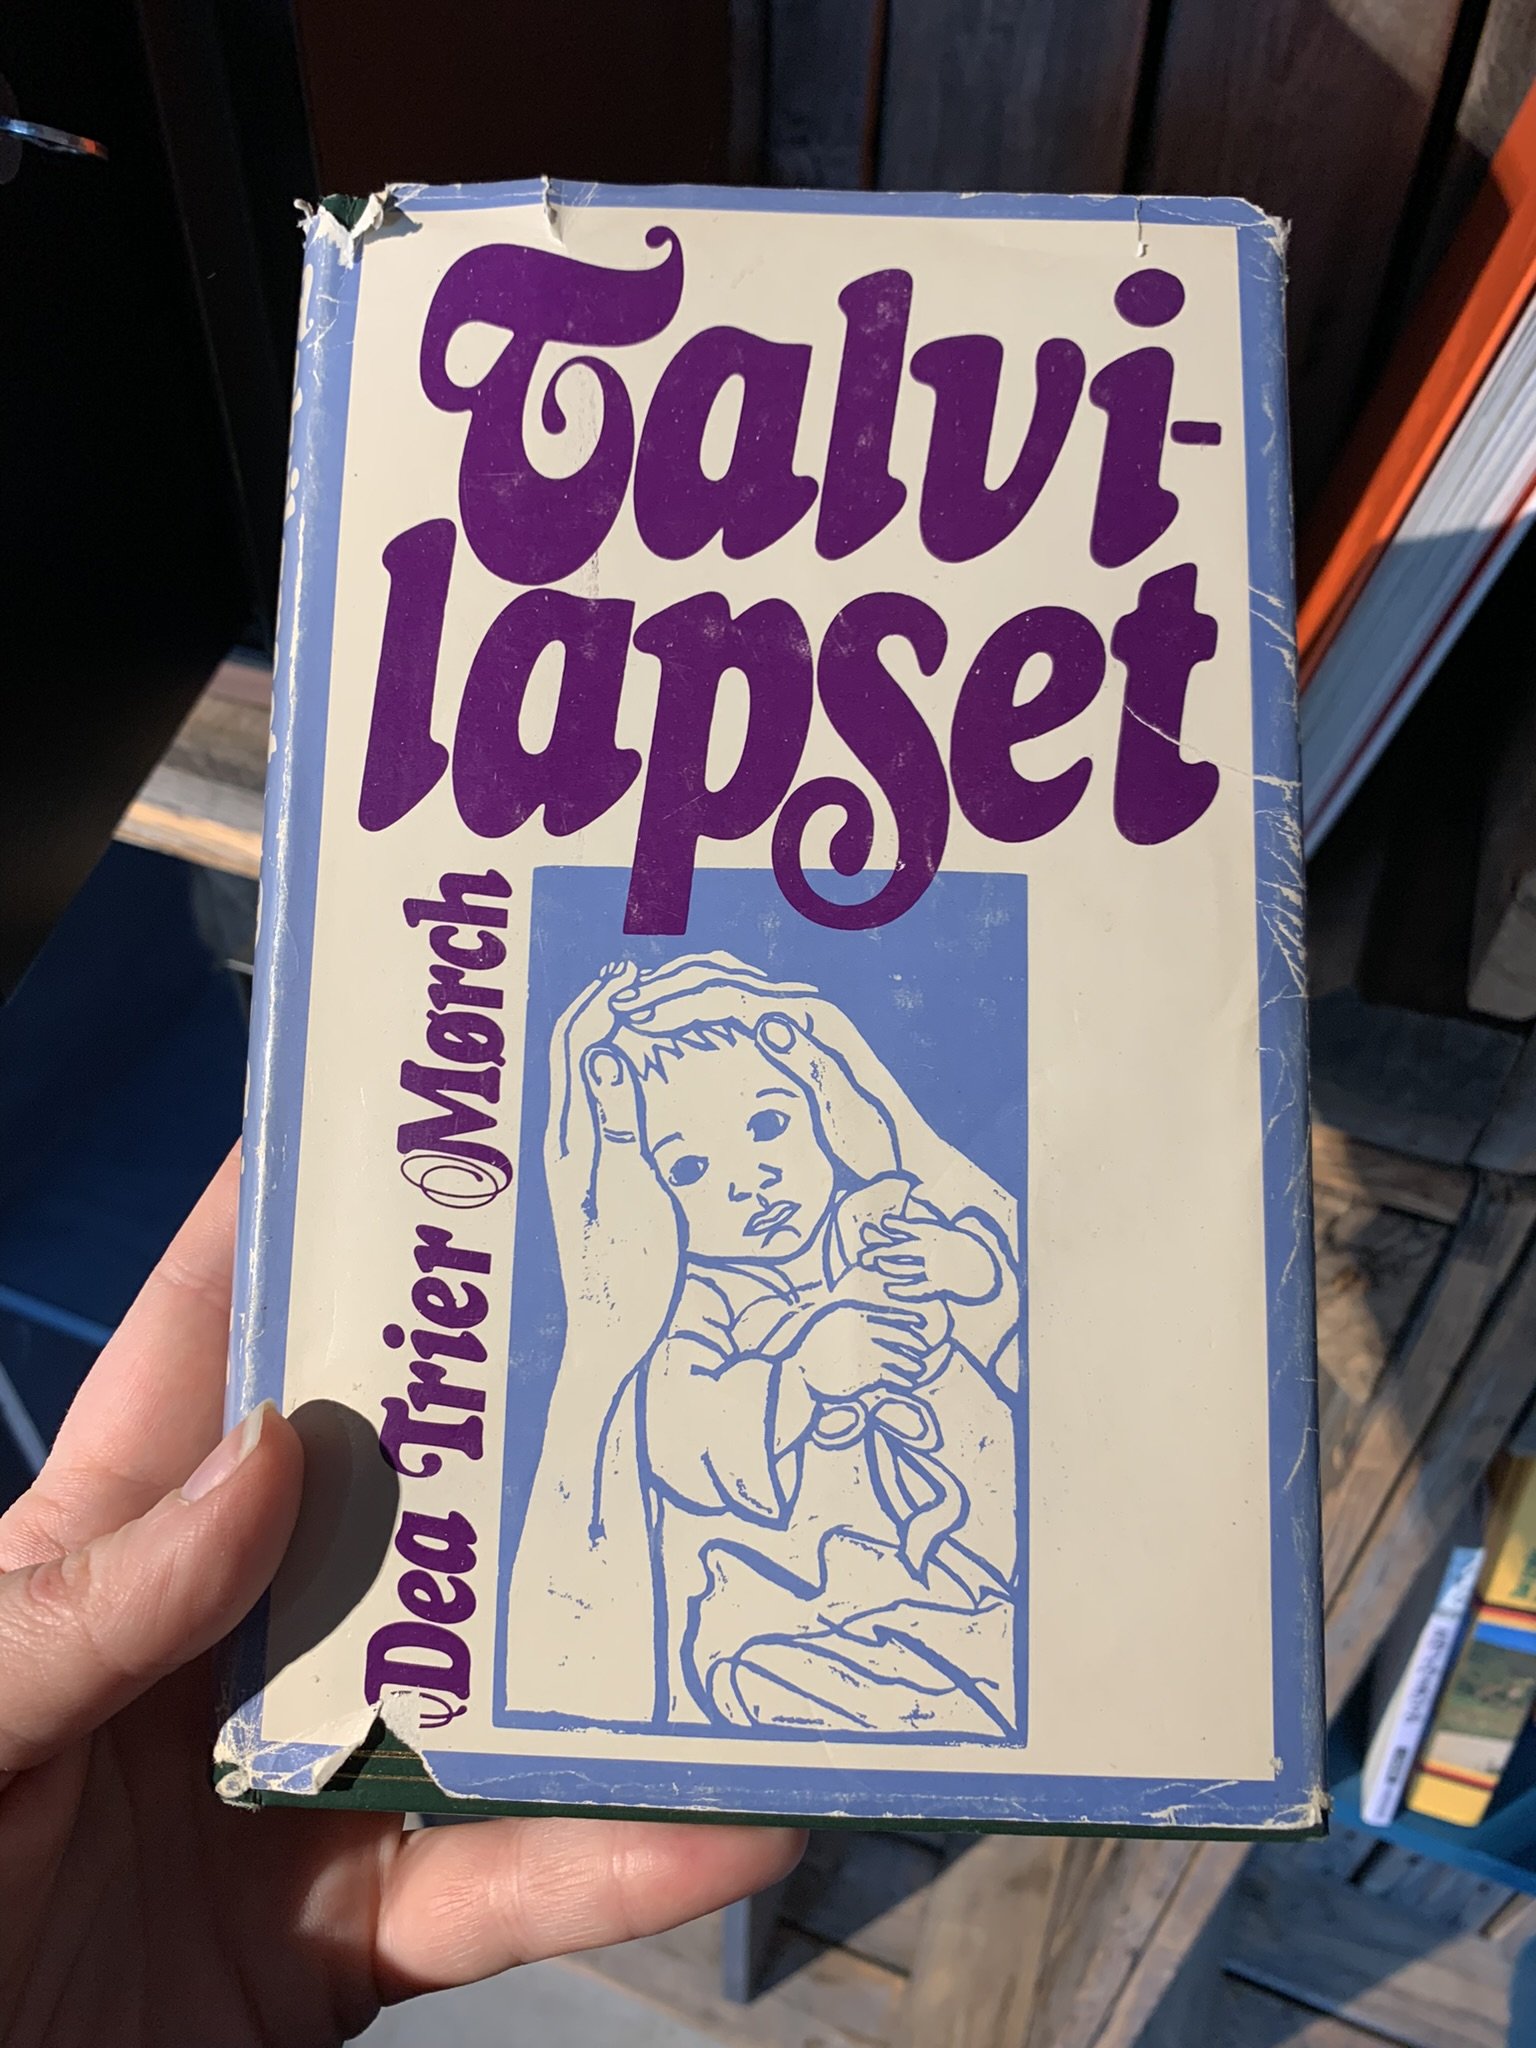 Talvi-
lapset
Dea Trier Mørch